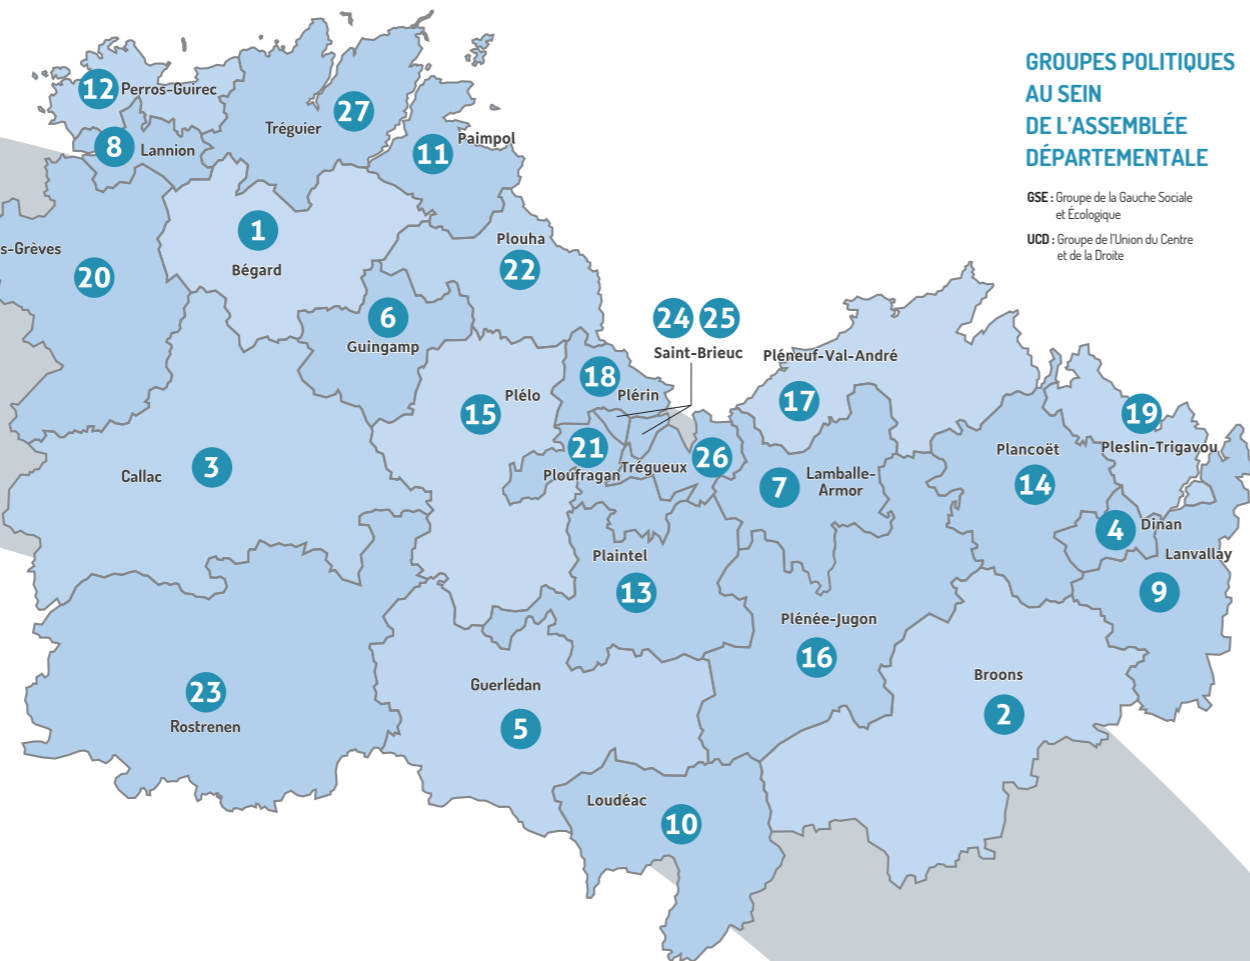 GROUPES POLITIQUES
AU SEIN
DE L'ASSEMBLÉE
DÉPARTEMENTALE
GSE : Groupe de la Gauche Sociale
et Écologique
UCD : Groupe de l'Union du Centre
et de la Droite
12 Perros-Guirec
8 Lannion
Tréguier 27
11 Paimpol
s-Grèves
20
1
Bégard
Plouha
22
6
Guingamp
24 25
Saint-Brieuc
Pléneuf-Val-André
17
18 Plérin
15 Plélo
19
Pleslin-Trigavou
21
Ploufragan
Trégueux 26
Callac 3
7 Lamballe-
Armor
Plancoët
14
4 Dinan
Lanvallay
9
Plaintel
13
Plénée-Jugon
16
23
Rostrenen
Guerlédan
5
Broons
2
Loudéac
10